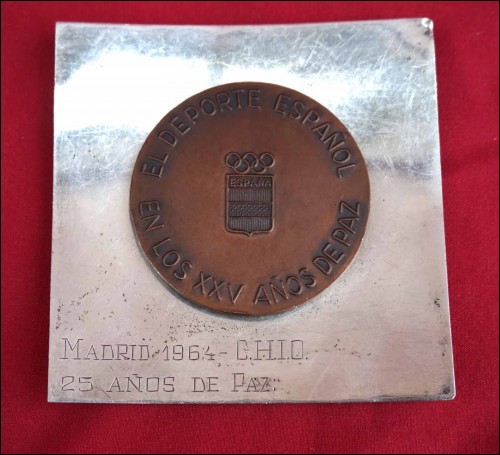 EL DEPORTE ESPAÑOL
EN LOS XXV AÑOS DE PAZ
ESPAÑA
MADRID-1964-C.H.I.O.
25 AÑOS DE PAZ.